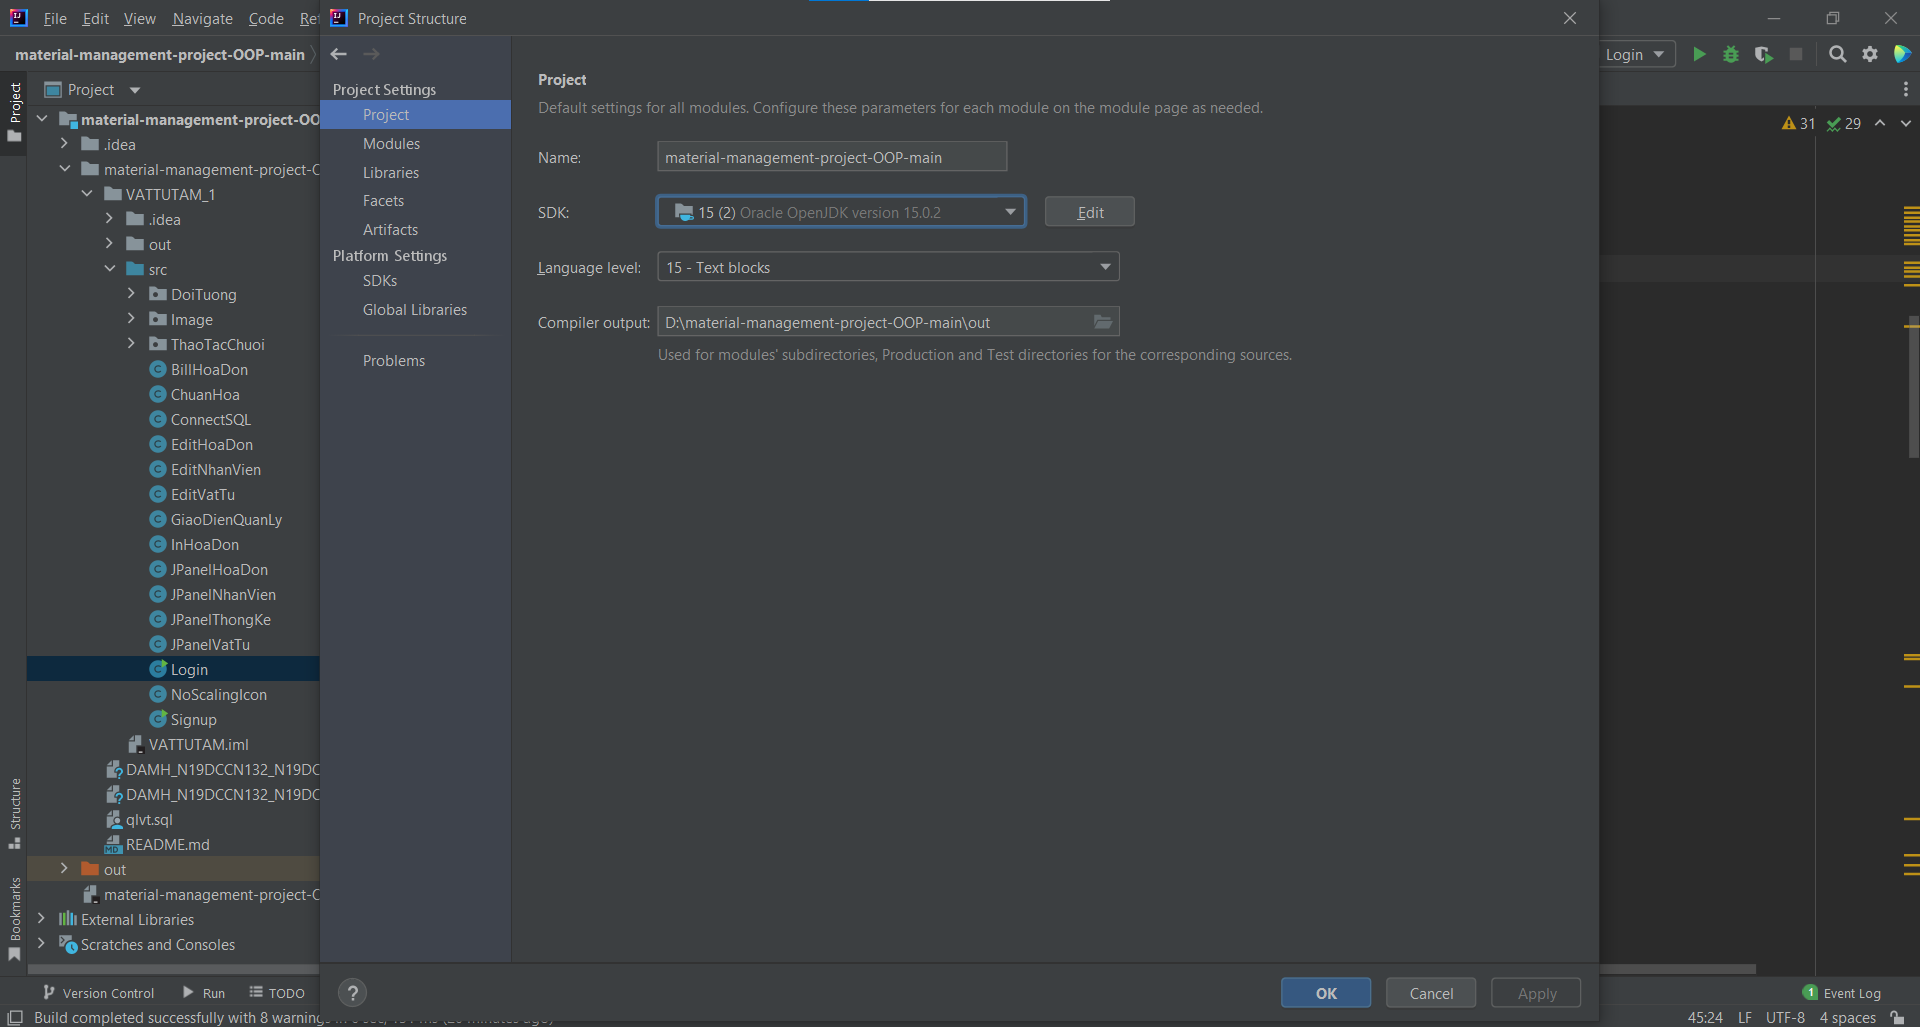 File Edit View Navigate Code
Project Structure
material-management-project-OOP-main
Login
Project
Project
31
29
material-management-project-OO
.idea
material-management-project-
VATTUTAM_1
.idea
out
src
DoiTuong
Image
ThaoTacChuoi
BillHoaDon
ChuanHoa
ConnectSQL
EditHoaDon
EditNhanVien
EditVatTu
GiaoDienQuanLy
InHoaDon
JPanelHoaDon
JPanelNhanVien
JPanelThongKe
JPanelVatTu
Login
NoScalingIcon
Signup
VATTUTAM.iml
DAMH_N19DCCN132_N19DC
DAMH_N19DCCN132_N19DC
qlvt.sql
README.md
out
material-management-project-
External Libraries
Scratches and Consoles
Structure
Bookmarks
Project Settings
Project
Modules
Libraries
Facets
Artifacts
Platform Settings
SDKs
Global Libraries
Problems
Project
Default settings for all modules. Configure these parameters for each module on the module page as needed.
Name: material-management-project-OOP-main
SDK: 15 (2) Oracle OpenJDK version 15.0.2 Edit
Language level: 15 - Text blocks
Compiler output: D:\material-management-project-OOP-main\out
Used for modules' subdirectories, Production and Test directories for the corresponding sources.
? OK Cancel Apply
Version Control Run TODO
1 Event Log
Build completed successfully with 8 warning
45:24 LF UTF-8 4 spaces